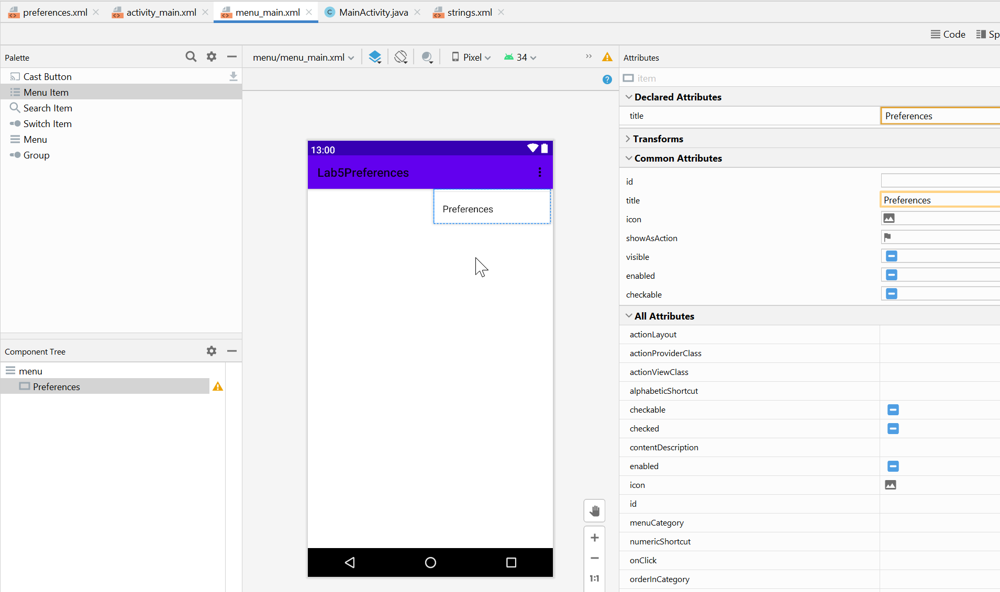 preferences.xml activity_main.xml menu_main.xml C MainActivity.java strings.xml
Code Sp
Palette
menu/menu_main.xml Pixel 34
Attributes
Cast Button
Menu Item
Search Item
Switch Item
Menu
Group
?
item
Declared Attributes
title Preferences
Transforms
Common Attributes
id
title Preferences
icon
showAsAction
visible
enabled
checkable
All Attributes
actionLayout
actionProviderClass
actionViewClass
alphabeticShortcut
checkable
checked
contentDescription
enabled
icon
id
menuCategory
numericShortcut
onClick
orderInCategory
13:00
Lab5Preferences
Preferences
1:1
Component Tree
menu
Preferences